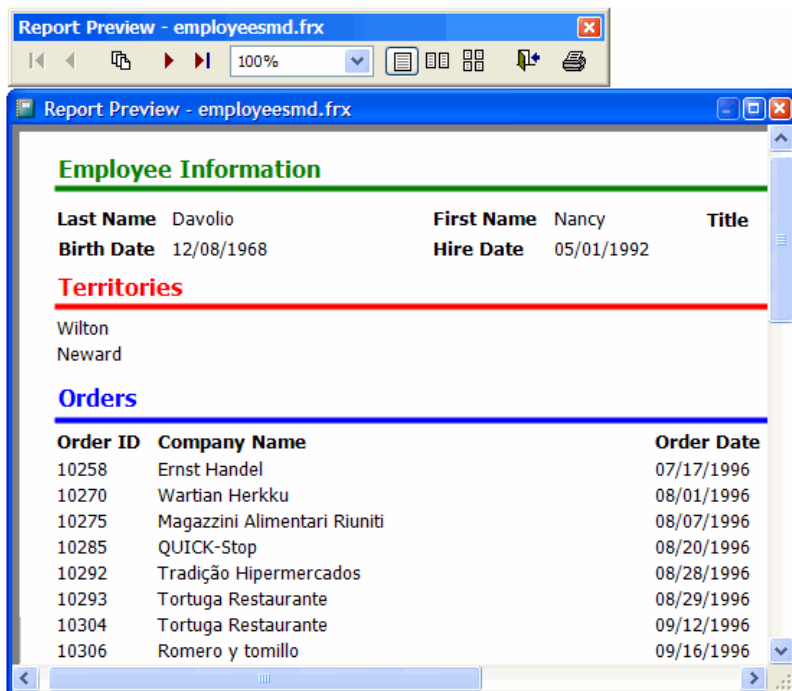 Report Preview - employeesmd.frx
100%
Report Preview - employeesmd.frx
Employee Information
Last Name Davolio First Name Nancy Title
Birth Date 12/08/1968 Hire Date 05/01/1992
Territories
Wilton
Neward
Orders
Order ID Company Name Order Date
10258 Ernst Handel 07/17/1996
10270 Wartian Herkku 08/01/1996
10275 Magazzini Alimentari Riuniti 08/07/1996
10285 QUICK-Stop 08/20/1996
10292 Tradição Hipermercados 08/28/1996
10293 Tortuga Restaurante 08/29/1996
10304 Tortuga Restaurante 09/12/1996
10306 Romero y tomillo 09/16/1996